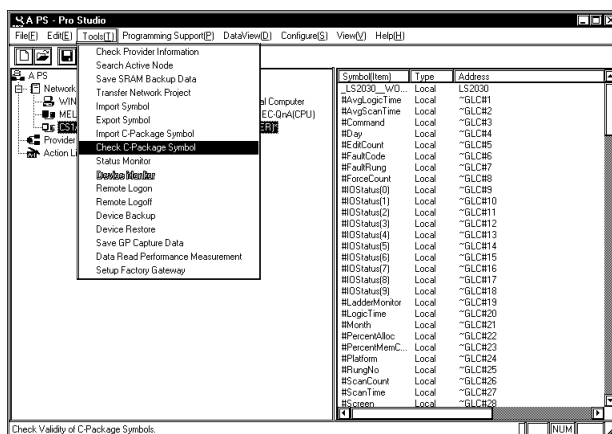 A PS - Pro Studio
File(F) Edit(E) Tools(T) Programming Support(P) DataView(D) Configure(S) View(V) Help(H)
Check Provider Information
Search Active Node
Save SRAM Backup Data
Transfer Network Project
Import Symbol
Export Symbol
Import C-Package Symbol
Check C-Package Symbol
Status Monitor
Device Monitor
Remote Logon
Remote Logoff
Device Backup
Device Restore
Save GP Capture Data
Data Read Performance Measurement
Setup Factory Gateway
A PS
Network
WIN
al Computer
MEL
EC-QnA(CPU)
CS1
ER)*
Provider
Action Li
Symbol(Item) Type Address
_LS2030__WO... Local LS2030
#AvgLogicTime Local ~GLC#1
#AvgScanTime Local ~GLC#2
#Command Local ~GLC#3
#Day Local ~GLC#4
#EditCount Local ~GLC#5
#FaultCode Local ~GLC#6
#FaultRung Local ~GLC#7
#ForceCount Local ~GLC#8
#IOStatus(0) Local ~GLC#9
#IOStatus(1) Local ~GLC#10
#IOStatus(2) Local ~GLC#11
#IOStatus(3) Local ~GLC#12
#IOStatus(4) Local ~GLC#13
#IOStatus(5) Local ~GLC#14
#IOStatus(6) Local ~GLC#15
#IOStatus(7) Local ~GLC#16
#IOStatus(8) Local ~GLC#17
#IOStatus(9) Local ~GLC#18
#LadderMonitor Local ~GLC#19
#LogicTime Local ~GLC#20
#Month Local ~GLC#21
#PercentAlloc Local ~GLC#22
#PercentMemC... Local ~GLC#23
#Platform Local ~GLC#24
#RungNo Local ~GLC#25
#ScanCount Local ~GLC#26
#ScanTime Local ~GLC#27
#Screen Local ~GLC#28
Check Validity of C-Package Symbols.
NUM